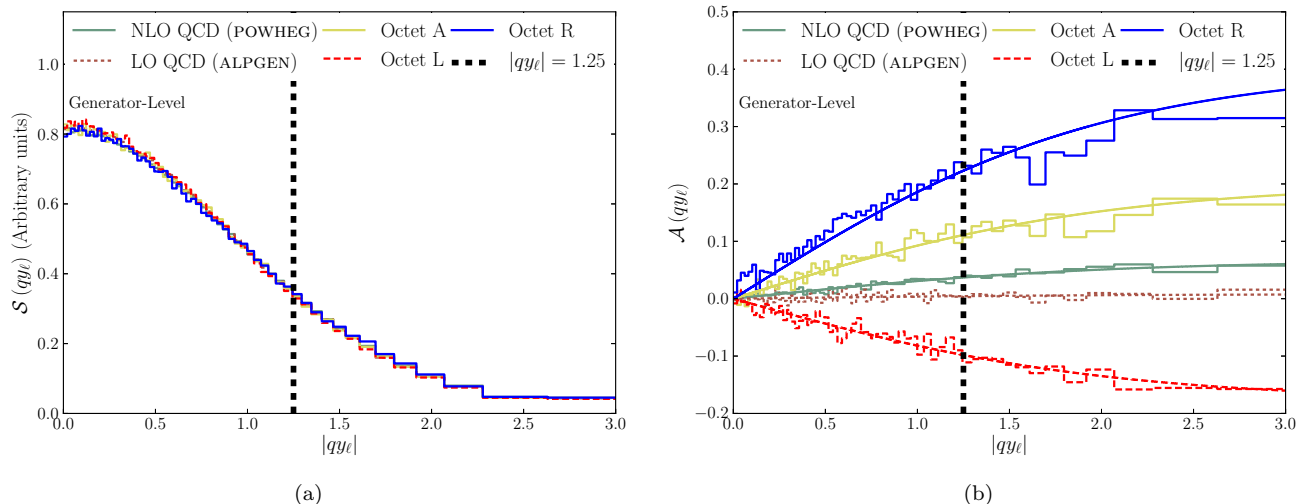 NLO QCD (POWHEG) Octet A Octet R
LO QCD (ALPGEN) Octet L |qyℓ| = 1.25
Generator-Level
S (qyℓ) (Arbitrary units)
1.0
0.8
0.6
0.4
0.2
0.0
0.0 0.5 1.0 1.5 2.0 2.5 3.0
|qyℓ|
(a)
0.5
NLO QCD (POWHEG) Octet A Octet R
LO QCD (ALPGEN) Octet L |qyℓ| = 1.25
0.4
Generator-Level
A (qyℓ)
0.3
0.2
0.1
0.0
−0.1
−0.2
0.0 0.5 1.0 1.5 2.0 2.5 3.0
|qyℓ|
(b)